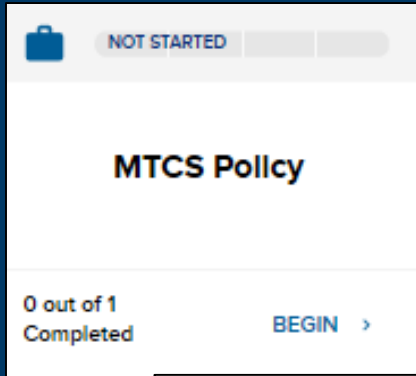 NOT STARTED
MTCS Policy
0 out of 1
Completed
BEGIN >